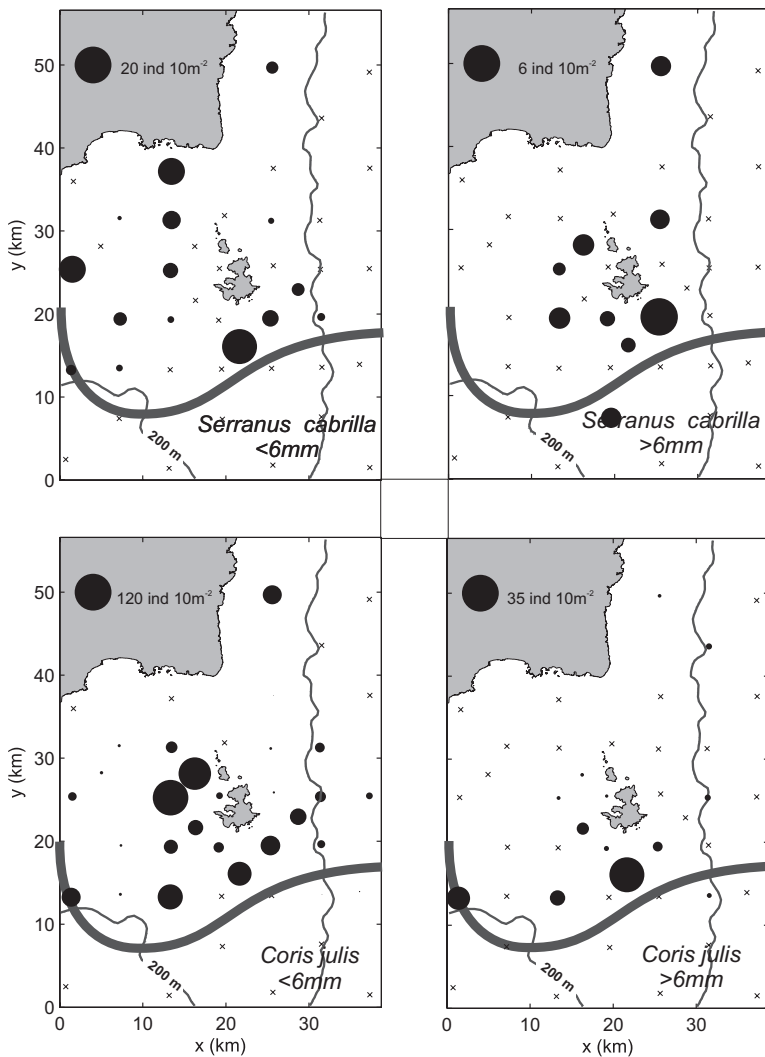 50
40
30
20
10
0
y (km)
20 ind 10m-2
200 m
Serranus cabrilla
<6mm
6 ind 10m-2
200 m
Serranus cabrilla
>6mm
50
40
30
20
10
0
y (km)
120 ind 10m-2
200 m
Coris julis
<6mm
0 10 20 30
x (km)
35 ind 10m-2
200 m
Coris julis
>6mm
0 10 20 30
x (km)